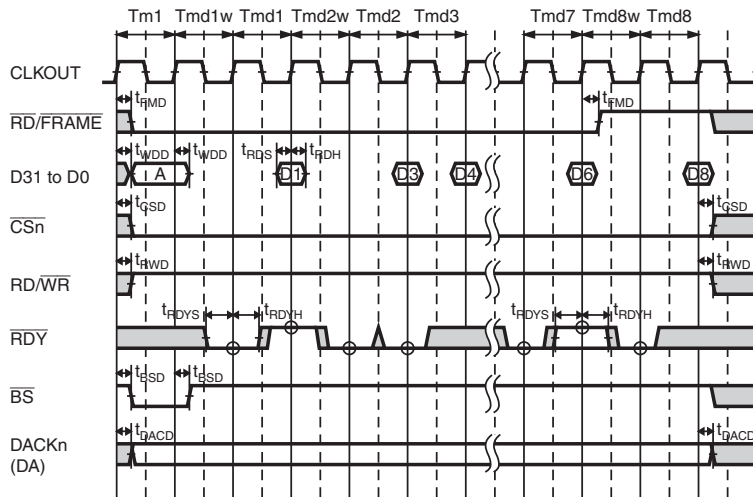 Tm1 Tmd1w Tmd1 Tmd2w Tmd2 Tmd3 Tmd7 Tmd8w Tmd8
CLKOUT
tFMD tFMD
RD/FRAME
tWDD tWDD tRDS tRDH
D31 to D0 A D1 D3 D4 D6 D8
tCSD tCSD
CSn
tRWD tRWD
RD/WR
tRDYS tRDYH tRDYS tRDYH
RDY
tBSD tBSD
BS
tDACD tDACD
DACKn
(DA)